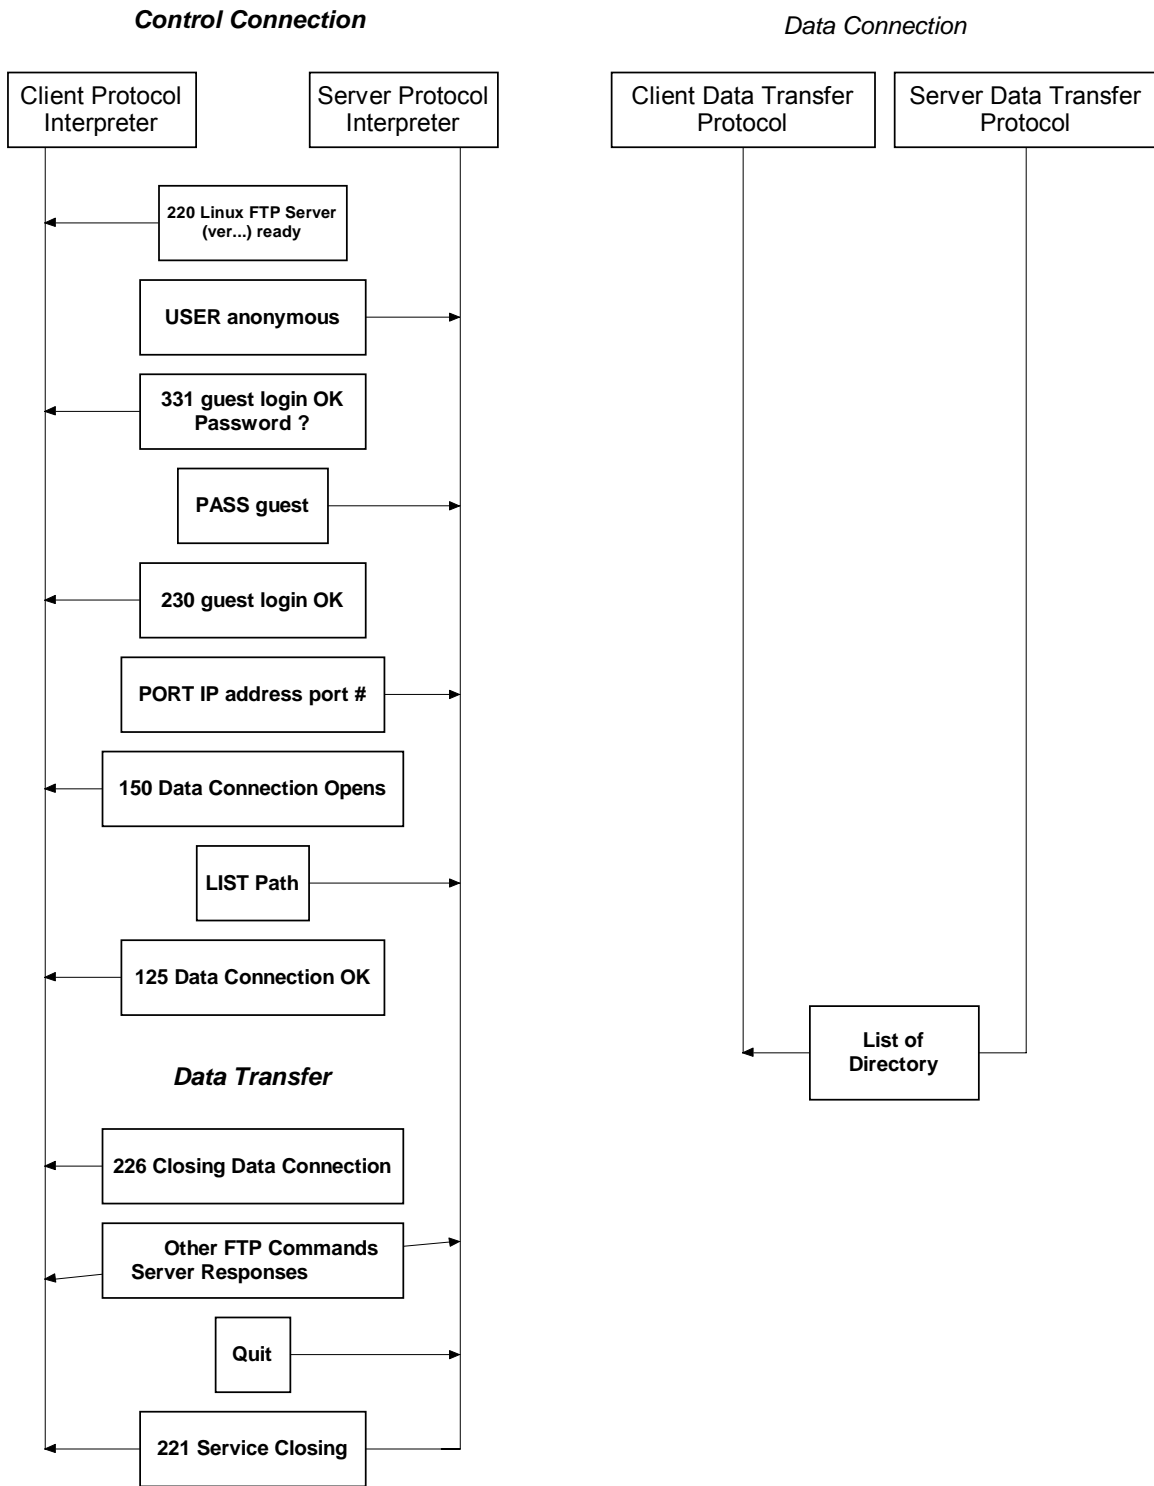 Control Connection
Data Connection
Client Protocol
Interpreter
Server Protocol
Interpreter
Client Data Transfer
Protocol
Server Data Transfer
Protocol
220 Linux FTP Server
(ver...) ready
USER anonymous
331 guest login OK
Password ?
PASS guest
230 guest login OK
PORT IP address port #
150 Data Connection Opens
LIST Path
125 Data Connection OK
List of
Directory
Data Transfer
226 Closing Data Connection
Other FTP Commands
Server Responses
Quit
221 Service Closing